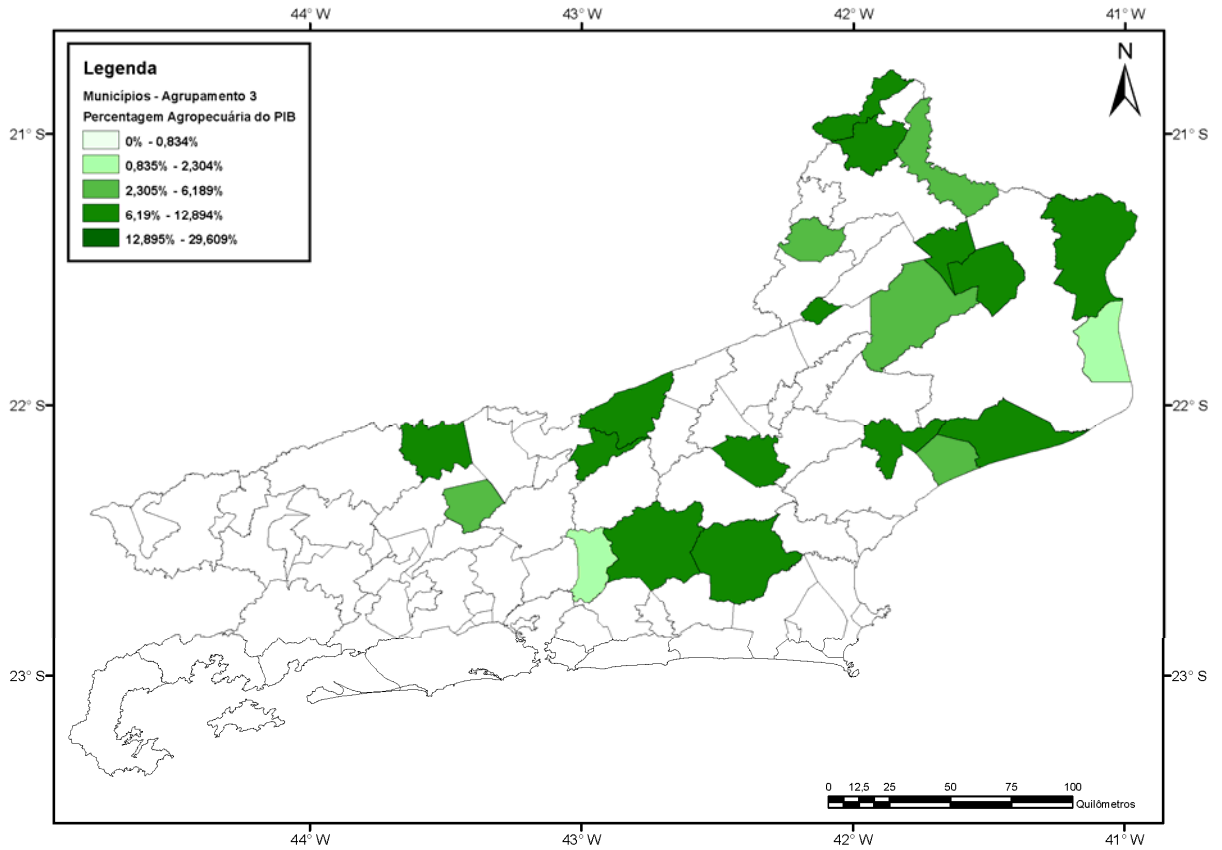 44° W 43° W 42° W 41° W
N
Legenda
Municípios - Agrupamento 3
Percentagem Agropecuária do PIB
0% - 0,834%
0,835% - 2,304%
2,305% - 6,189%
6,19% - 12,894%
12,895% - 29,609%
21° S 21° S
22° S 22° S
23° S 23° S
0 12,5 25 50 75 100
Quilômetros
44° W 43° W 42° W 41° W